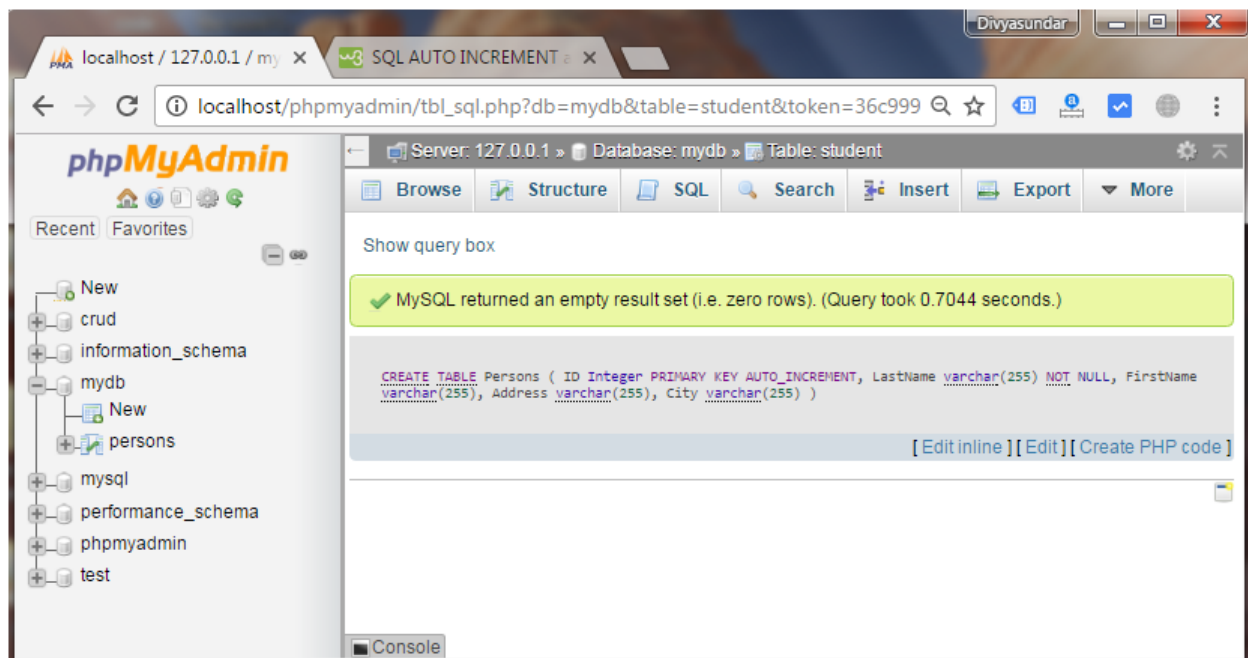 Divyasundar
localhost / 127.0.0.1 / my
SQL AUTO INCREMENT a
localhost/phpmyadmin/tbl_sql.php?db=mydb&table=student&token=36c999
phpMyAdmin
Recent Favorites
New
crud
information_schema
mydb
New
persons
mysql
performance_schema
phpmyadmin
test
Server: 127.0.0.1 » Database: mydb » Table: student
Browse Structure SQL Search Insert Export More
Show query box
MySQL returned an empty result set (i.e. zero rows). (Query took 0.7044 seconds.)
CREATE TABLE Persons ( ID Integer PRIMARY KEY AUTO_INCREMENT, LastName varchar(255) NOT NULL, FirstName
varchar(255), Address varchar(255), City varchar(255) )
[ Edit inline ] [ Edit ] [ Create PHP code ]
Console